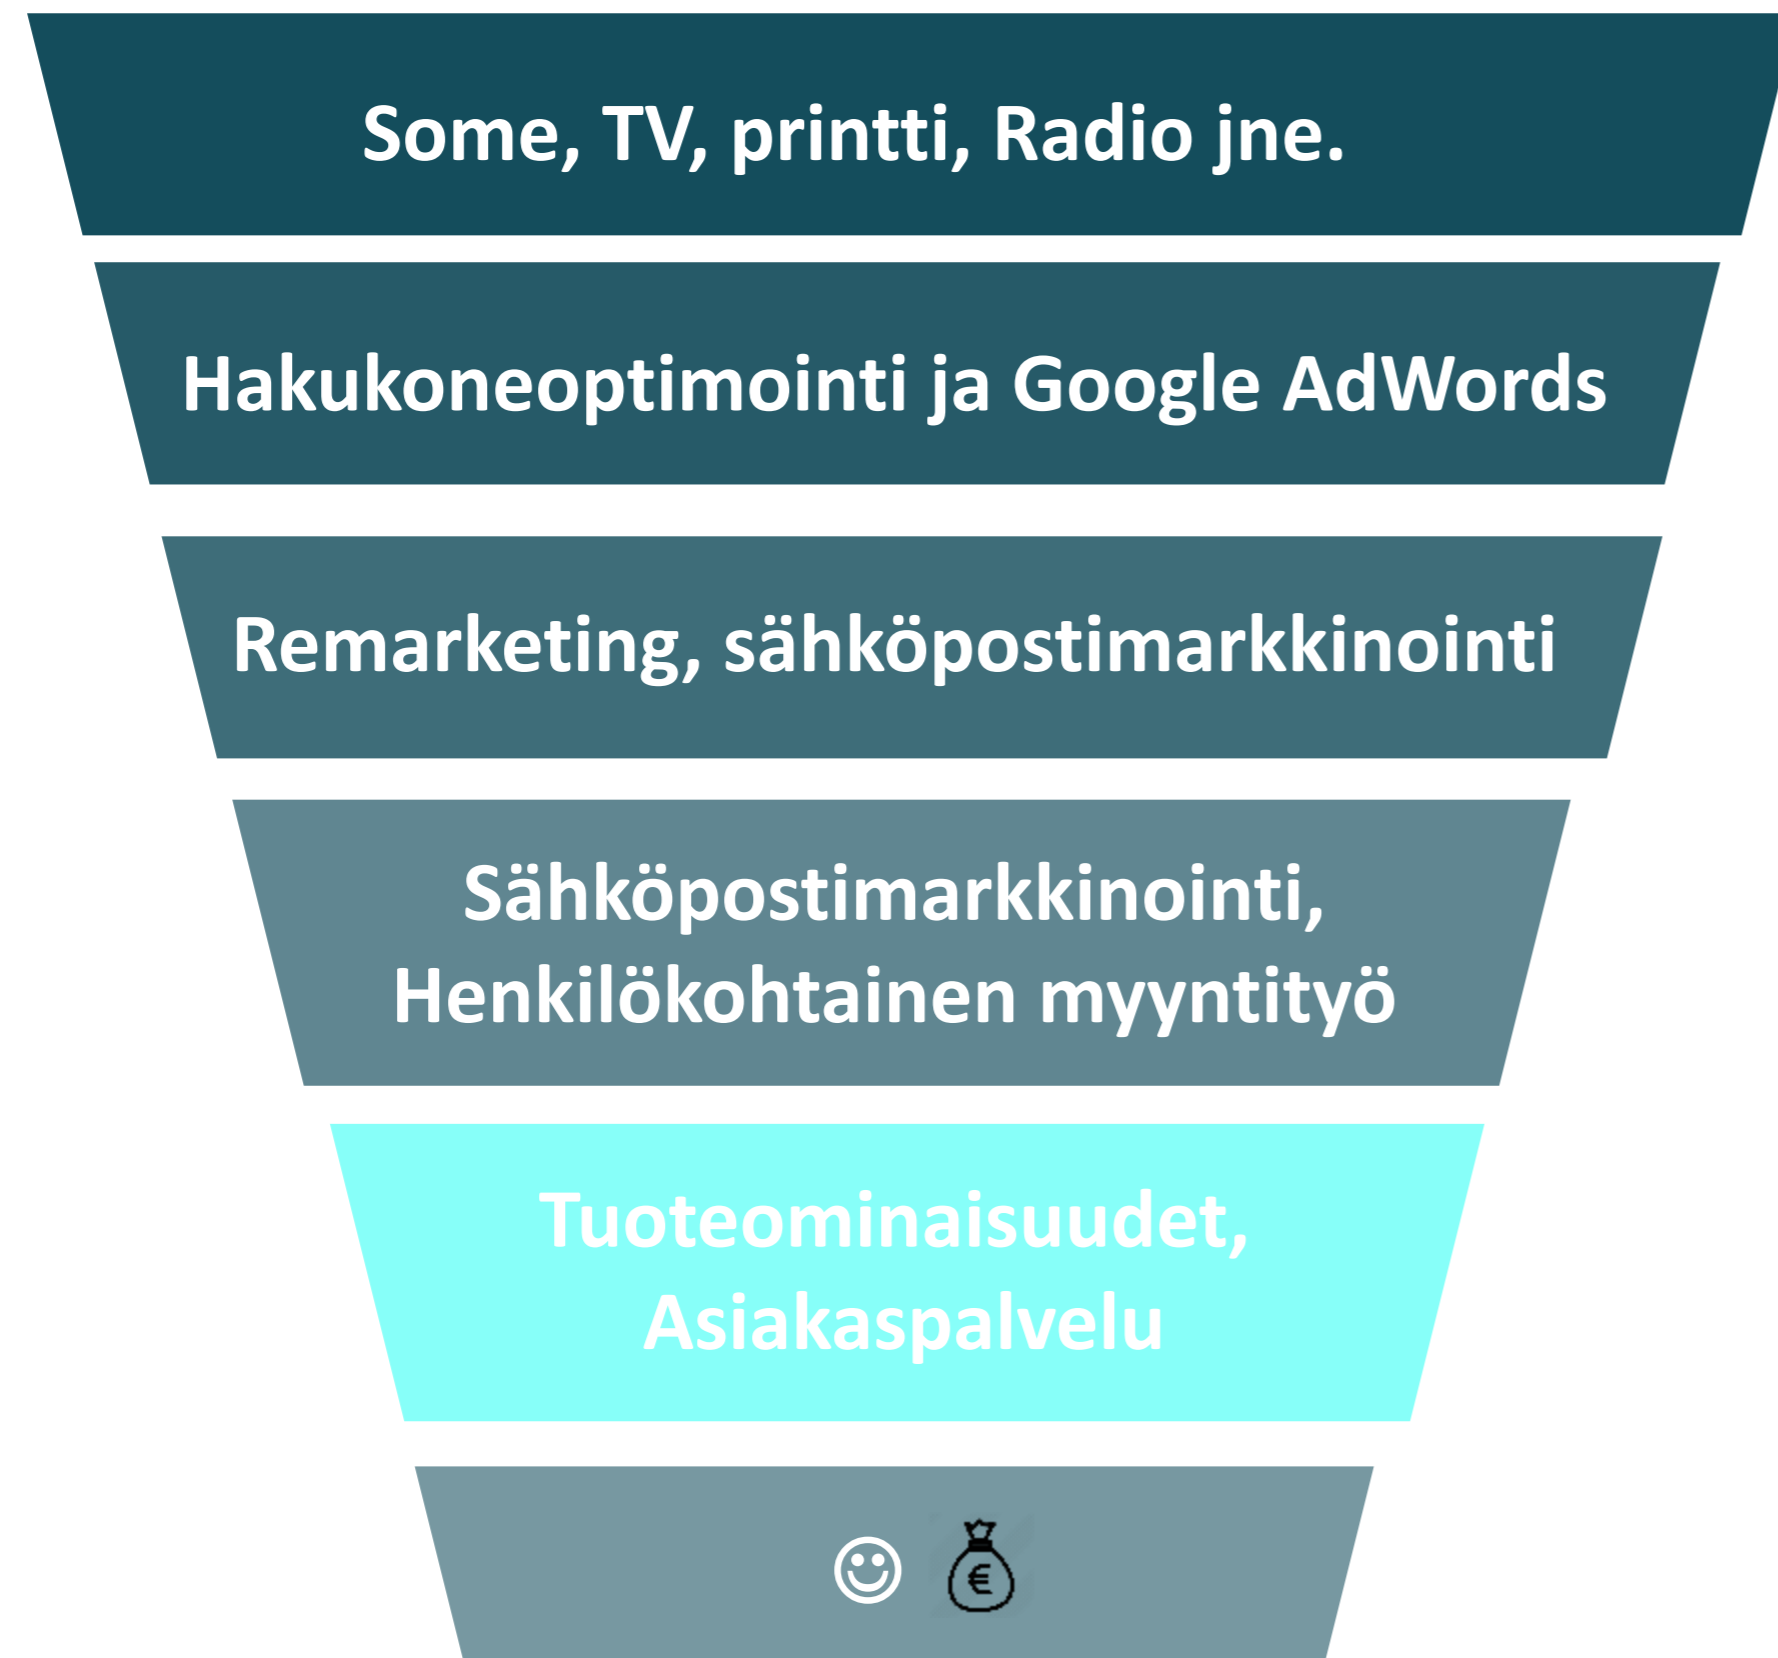 Some, TV, printti, Radio jne.
Hakukoneoptimointi ja Google AdWords
Remarketing, sähköpostimarkkinointi
Sähköpostimarkkinointi,
Henkilökohtainen myyntityö
Tuoteominaisuudet,
Asiakaspalvelu
€